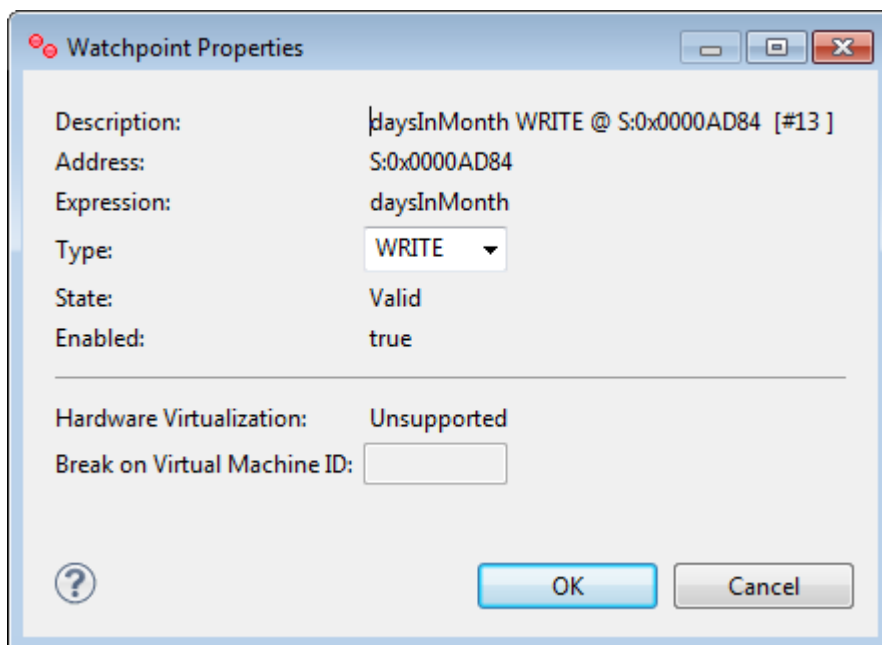 Watchpoint Properties
Description: daysInMonth WRITE @ S:0x0000AD84 [#13 ]
Address: S:0x0000AD84
Expression: daysInMonth
Type: WRITE
State: Valid
Enabled: true
Hardware Virtualization: Unsupported
Break on Virtual Machine ID:
? OK Cancel